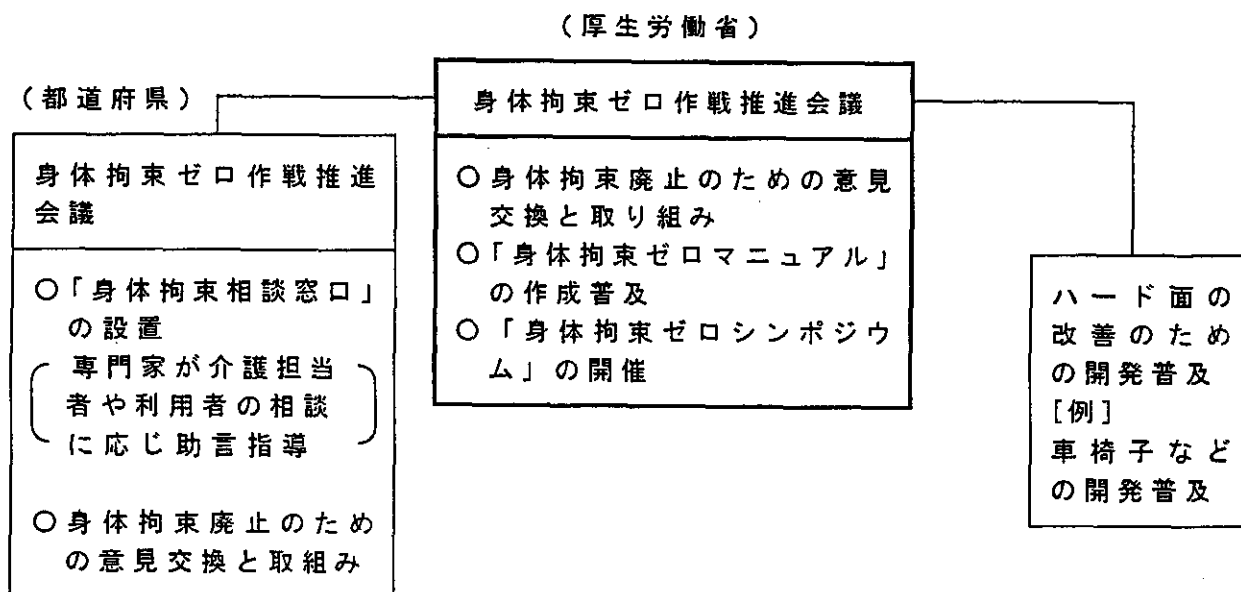 （厚生労働省）
身体拘束ゼロ作戦推進会議
○身体拘束廃止のための意見
交換と取り組み
○「身体拘束ゼロマニュアル」
の作成普及
○「身体拘束ゼロシンポジウ
ム」の開催
（都道府県）
身体拘束ゼロ作戦推進
会議
○「身体拘束相談窓口」
の設置
専門家が介護担当
者や利用者の相談
に応じ助言指導
○身体拘束廃止のため
の意見交換と取組み
ハード面の
改善のため
の開発普及
[例]
車椅子など
の開発普及